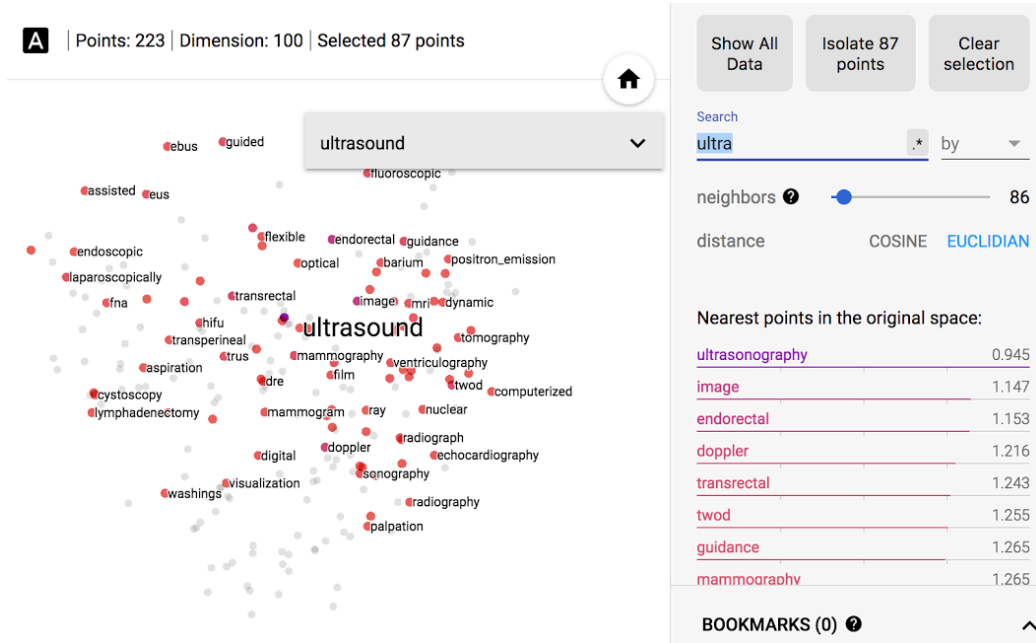 A | Points: 223 | Dimension: 100 | Selected 87 points
ultrasound
ebus
guided
fluoroscopic
assisted
eus
flexible
endorectal
guidance
endoscopic
optical
barium
positron_emission
laparoscopically
fna
transrectal
image
mri
dynamic
hifu
ultrasound
transperineal
tomography
trus
mammography
ventriculography
aspiration
dre
film
twod
cystoscopy
computerized
lymphadenectomy
mammogram
ray
nuclear
radiograph
doppler
digital
echocardiography
sonography
visualization
washings
radiography
palpation
Show All
Data
Isolate 87
points
Clear
selection
Search
ultra
.*
by
neighbors ?
86
distance
COSINE
EUCLIDIAN
Nearest points in the original space:
ultrasonography 0.945
image 1.147
endorectal 1.153
doppler 1.216
transrectal 1.243
twod 1.255
guidance 1.265
mammography 1.265
BOOKMARKS (0) ?